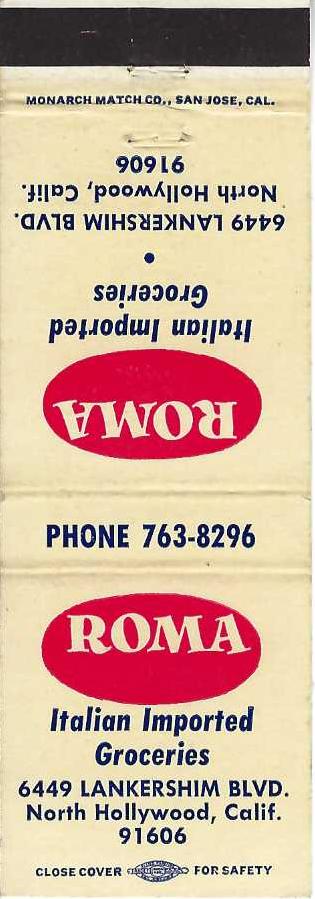 MONARCH MATCH CO., SAN JOSE, CAL.
ROMA
Italian Imported
Groceries
•
6449 LANKERSHIM BLVD.
North Hollywood, Calif.
91606
PHONE 763-8296
ROMA
Italian Imported
Groceries
6449 LANKERSHIM BLVD.
North Hollywood, Calif.
91606
CLOSE COVER FOR SAFETY